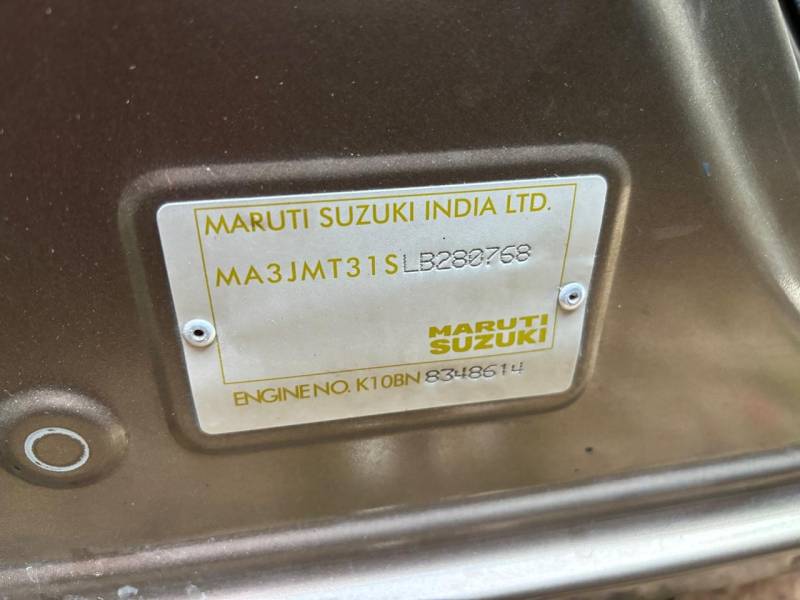 MARUTI SUZUKI INDIA LTD.
MA3JMT31SLB280768
MARUTI
SUZUKI
ENGINE NO. K10BN 8348614